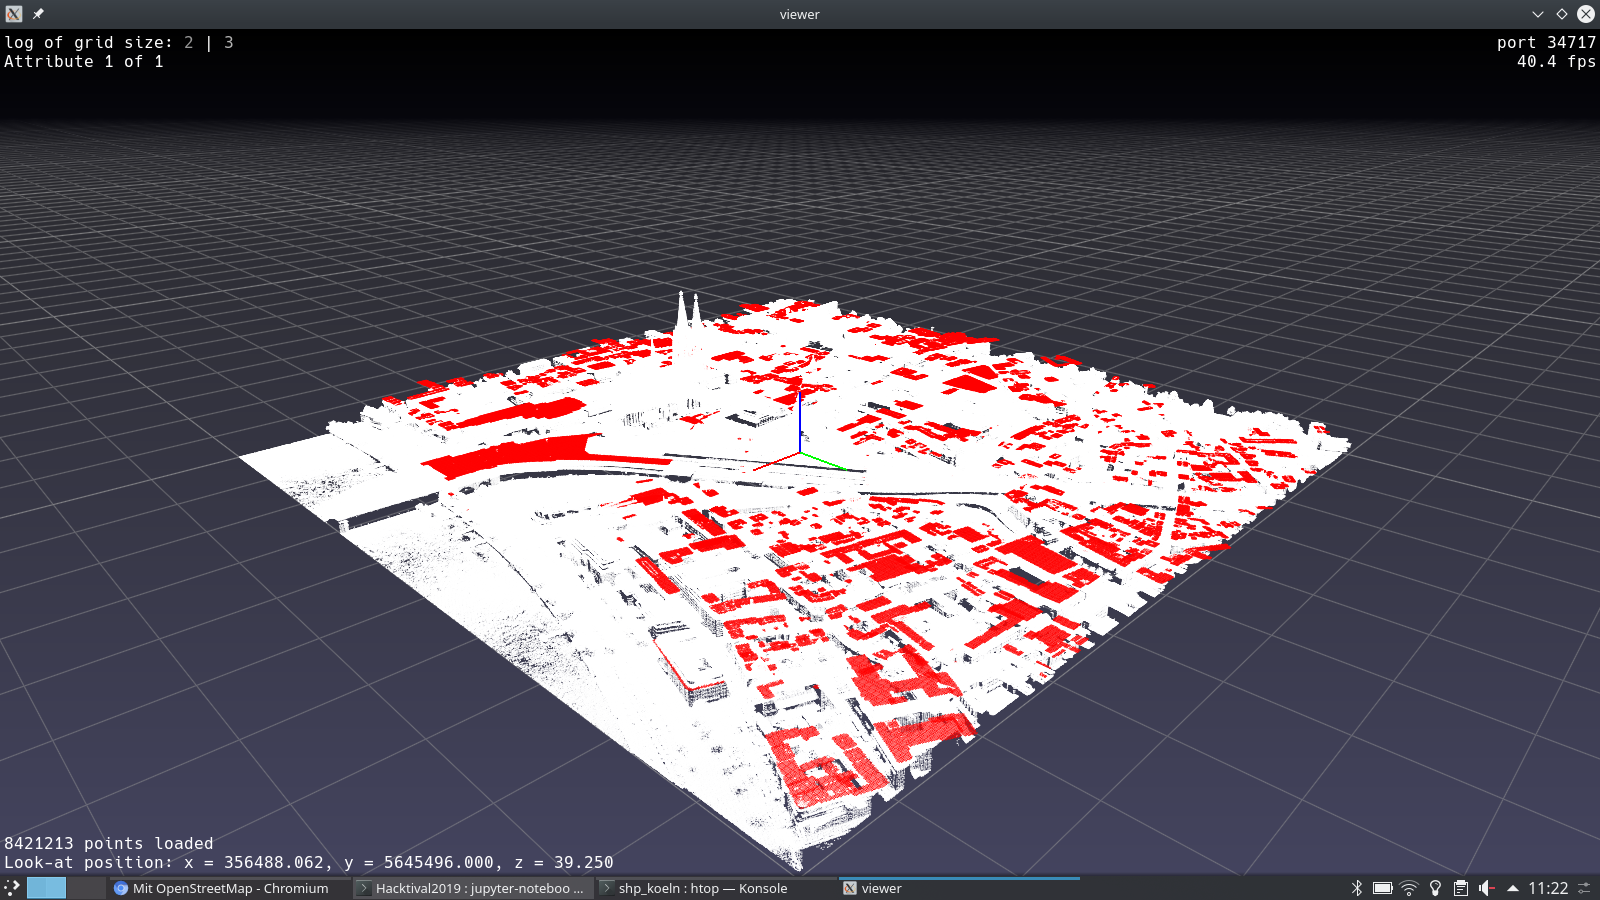 viewer
log of grid size: 2 | 3
port 34717
Attribute 1 of 1
40.4 fps
8421213 points loaded
Look-at position: x = 356488.062, y = 5645496.000, z = 39.250
Mit OpenStreetMap - Chromium
Hacktival2019 : jupyter-noteboo ...
shp_koeln : htop — Konsole
viewer
11:22